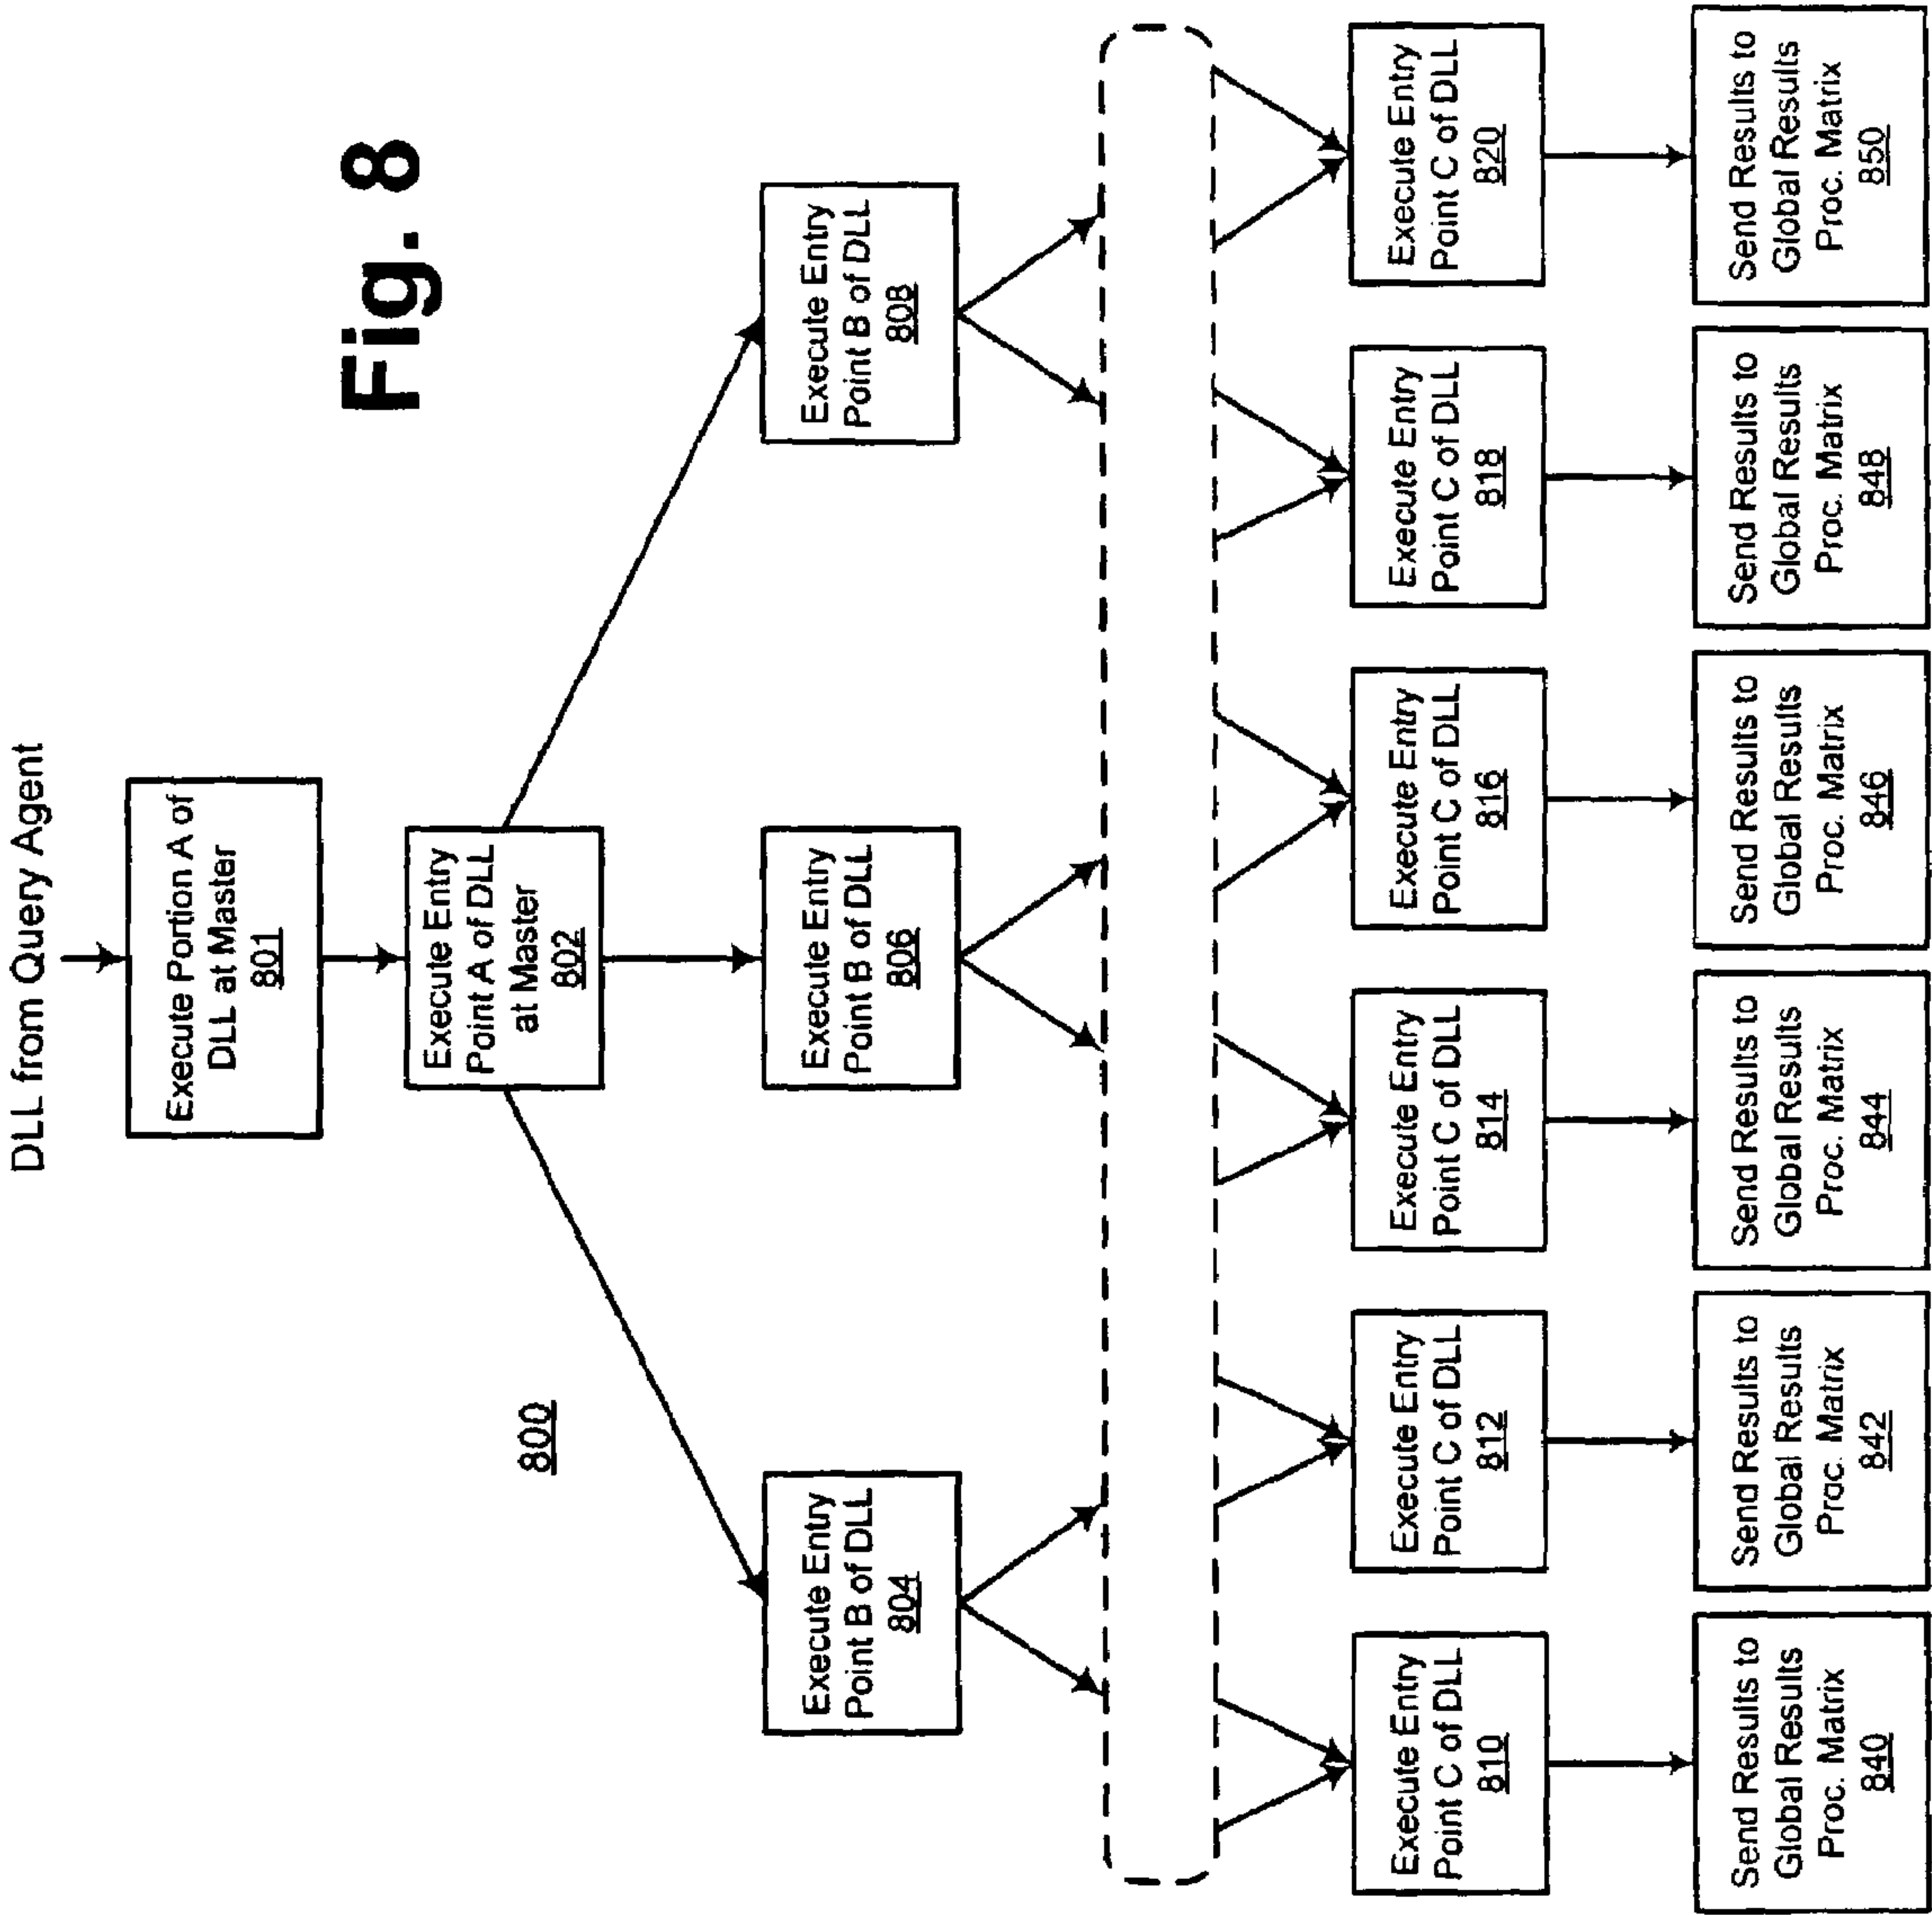 DLL from Query Agent
Execute Portion A of
DLL at Master
801
Fig. 8
Execute Entry
Point A of DLL
at Master
802
800
Execute Entry
Point B of DLL
804
Execute Entry
Point B of DLL
806
Execute Entry
Point B of DLL
808
Execute Entry
Point C of DLL
810
Execute Entry
Point C of DLL
812
Execute Entry
Point C of DLL
814
Execute Entry
Point C of DLL
816
Execute Entry
Point C of DLL
818
Execute Entry
Point C of DLL
820
Send Results to
Global Results
Proc. Matrix
840
Send Results to
Global Results
Proc. Matrix
842
Send Results to
Global Results
Proc. Matrix
844
Send Results to
Global Results
Proc. Matrix
846
Send Results to
Global Results
Proc. Matrix
848
Send Results to
Global Results
Proc. Matrix
850